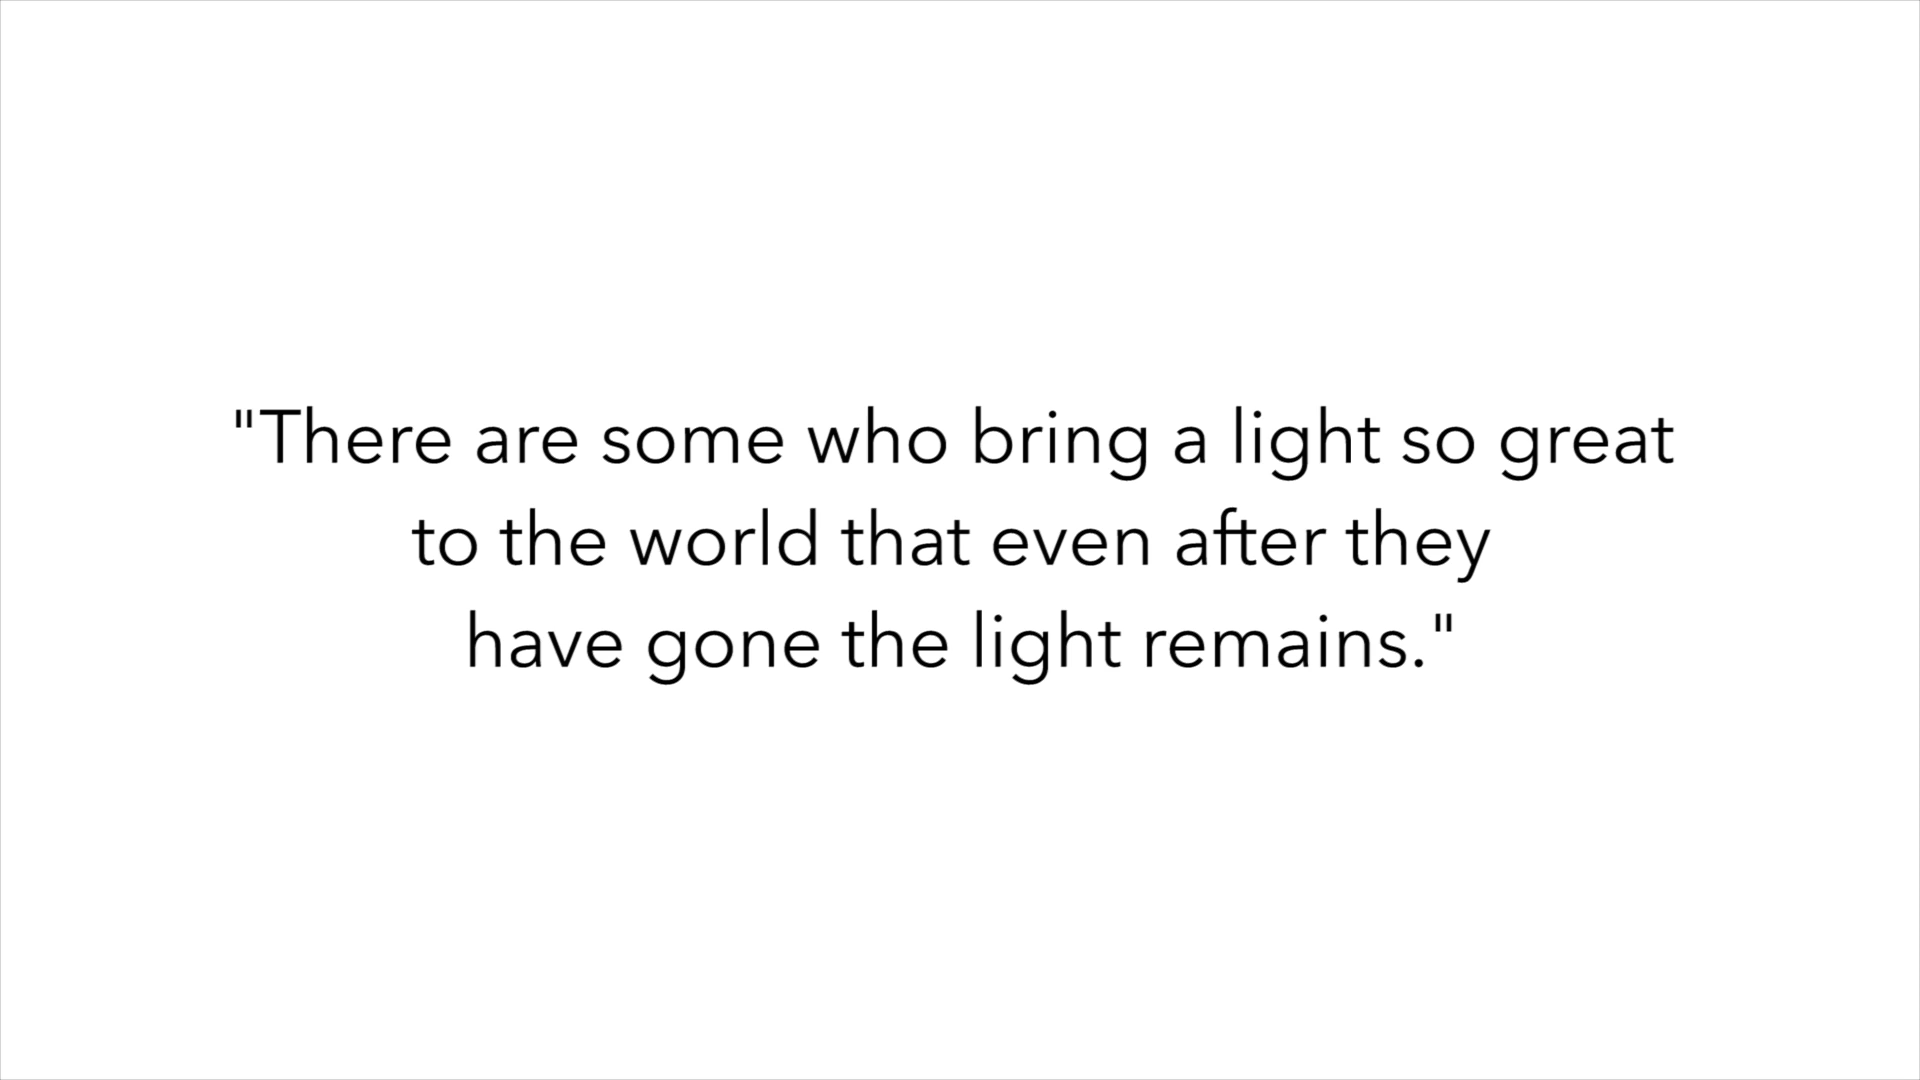 "There are some who bring a light so great
to the world that even after they
have gone the light remains."